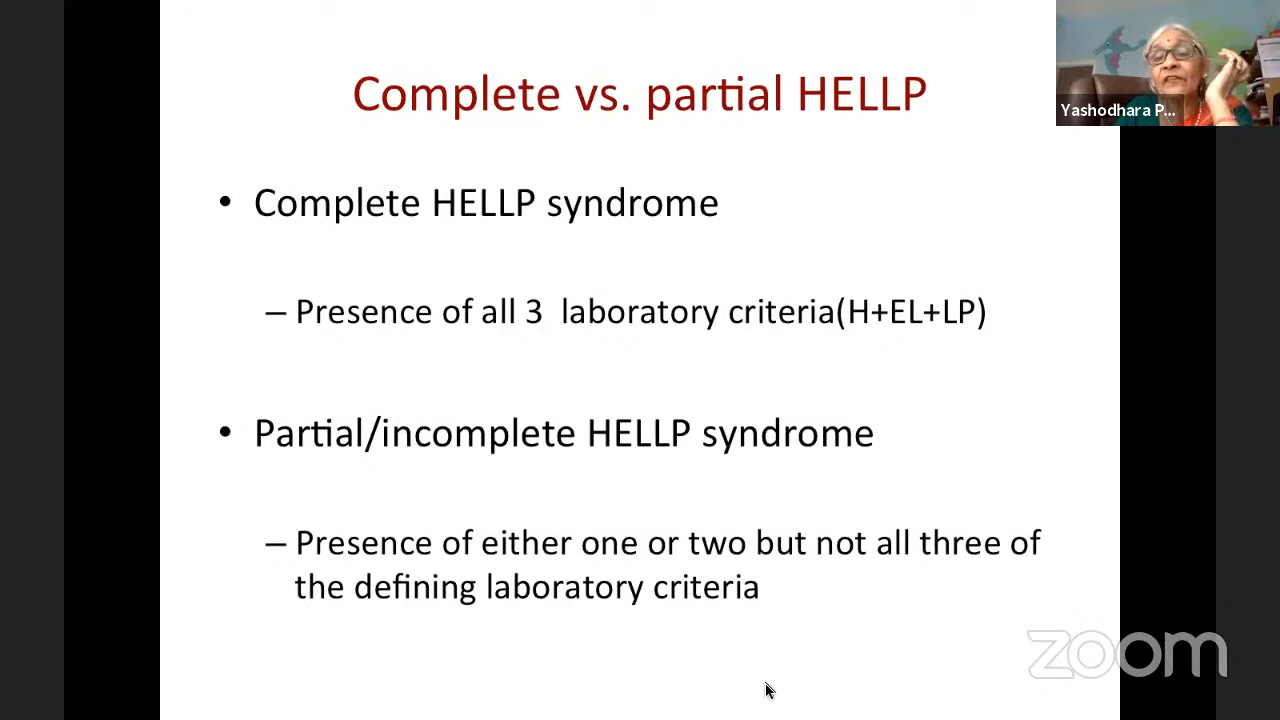 Complete vs. partial HELLP
Yashodhara P...
• Complete HELLP syndrome
– Presence of all 3  laboratory criteria(H+EL+LP)
• Partial/incomplete HELLP syndrome
– Presence of either one or two but not all three of
the defining laboratory criteria
zoom